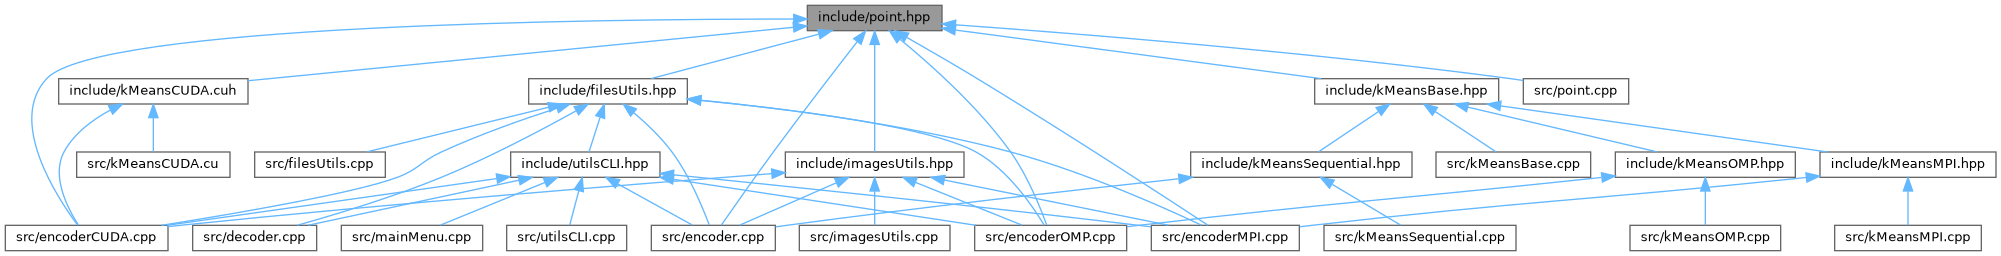 include/point.hpp
include/kMeansCUDA.cuh
include/filesUtils.hpp
include/kMeansBase.hpp
src/point.cpp
src/kMeansCUDA.cu
src/filesUtils.cpp
include/utilsCLI.hpp
include/imagesUtils.hpp
include/kMeansSequential.hpp
src/kMeansBase.cpp
include/kMeansOMP.hpp
include/kMeansMPI.hpp
src/encoderCUDA.cpp
src/decoder.cpp
src/mainMenu.cpp
src/utilsCLI.cpp
src/encoder.cpp
src/imagesUtils.cpp
src/encoderOMP.cpp
src/encoderMPI.cpp
src/kMeansSequential.cpp
src/kMeansOMP.cpp
src/kMeansMPI.cpp